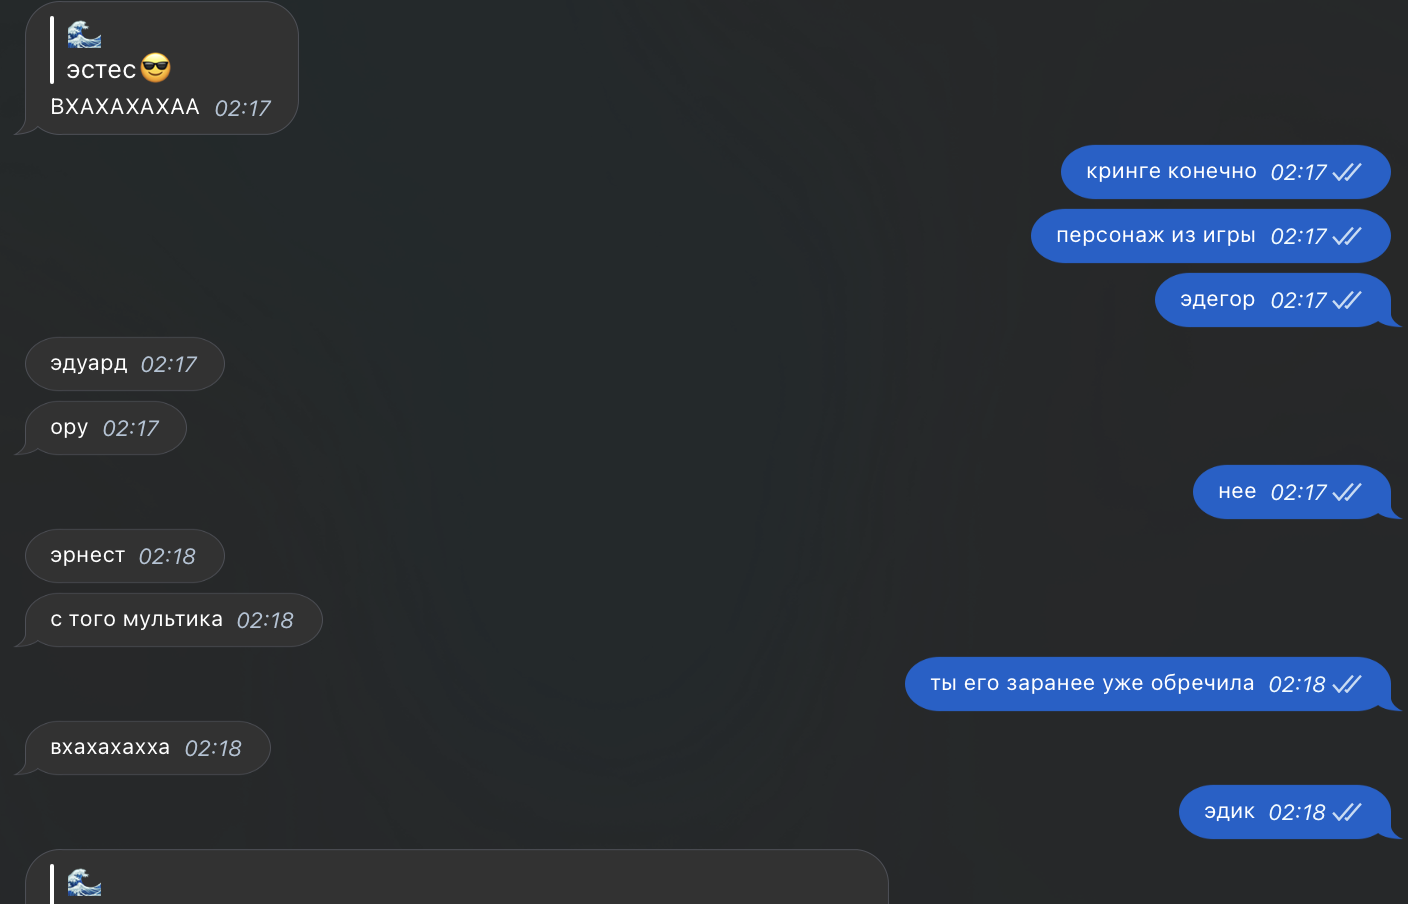 🌊
эстес😎
ВХАХАХАХАА 02:17
кринге конечно 02:17
персонаж из игры 02:17
эдегор 02:17
эдуард 02:17
ору 02:17
нее 02:17
эрнест 02:18
с того мультика 02:18
ты его заранее уже обречила 02:18
вхахахахха 02:18
эдик 02:18
🌊